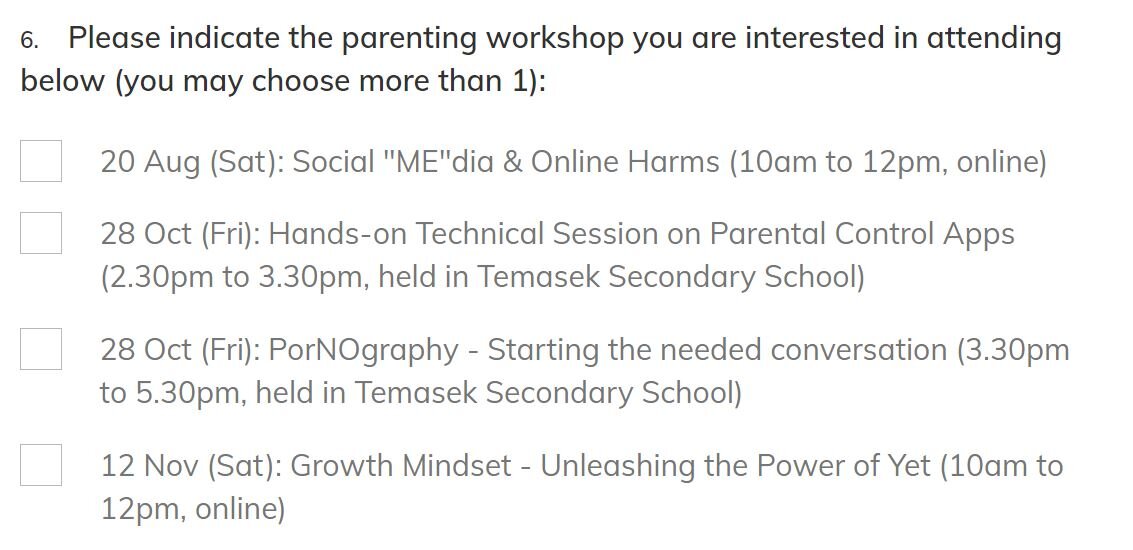 6. Please indicate the parenting workshop you are interested in attending
below (you may choose more than 1):
20 Aug (Sat): Social "ME"dia & Online Harms (10am to 12pm, online)
28 Oct (Fri): Hands-on Technical Session on Parental Control Apps
(2.30pm to 3.30pm, held in Temasek Secondary School)
28 Oct (Fri): PorNOgraphy - Starting the needed conversation (3.30pm
to 5.30pm, held in Temasek Secondary School)
12 Nov (Sat): Growth Mindset - Unleashing the Power of Yet (10am to
12pm, online)